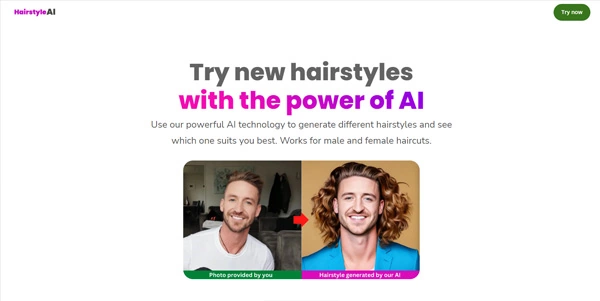 HairstyleAI
Try now
Try new hairstyles
with the power of AI
Use our powerful AI technology to generate different hairstyles and see
which one suits you best. Works for male and female haircuts.
Photo provided by you
Hairstyle generated by our AI